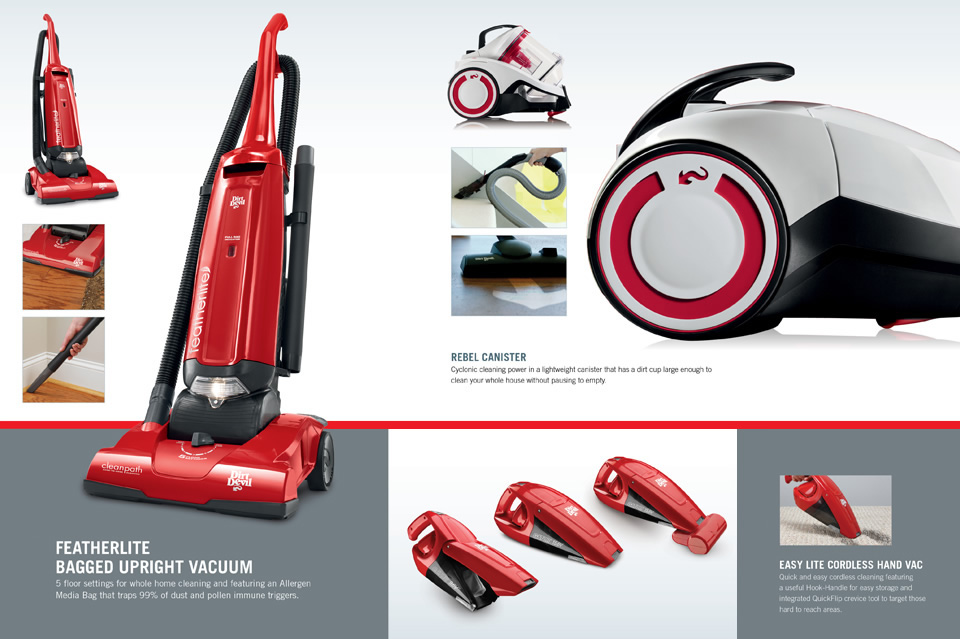 Dirt
Devil
FULL BAG
featherlite
cleanpath
Dirt
Devil
FEATHERLITE
BAGGED UPRIGHT VACUUM
5 floor settings for whole home cleaning and featuring an Allergen
Media Bag that traps 99% of dust and pollen immune triggers.
REBEL CANISTER
Cyclonic cleaning power in a lightweight canister that has a dirt cup large enough to
clean your whole house without pausing to empty.
EASY LITE CORDLESS HAND VAC
Quick and easy cordless cleaning featuring
a useful Hook-Handle for easy storage and
integrated QuickFlip crevice tool to target those
hard to reach areas.